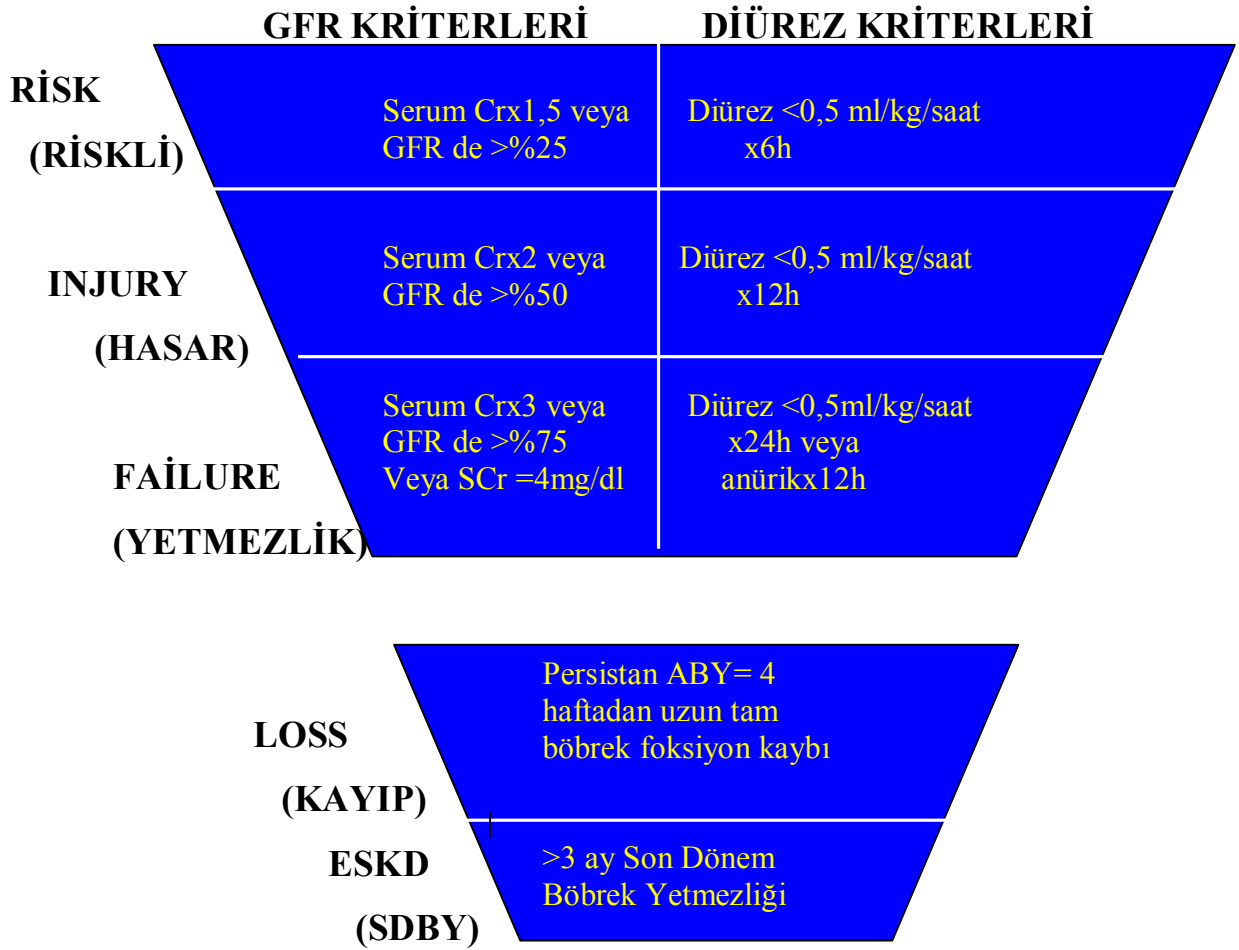 GFR KRİTERLERİ
DİÜREZ KRİTERLERİ
RİSK
(RİSKLİ)
Serum Crx1,5 veya
GFR de >%25
Diürez <0,5 ml/kg/saat
x6h
INJURY
(HASAR)
Serum Crx2 veya
GFR de >%50
Diürez <0,5 ml/kg/saat
x12h
FAİLURE
(YETMEZLİK)
Serum Crx3 veya
GFR de >%75
Veya SCr =4mg/dl
Diürez <0,5ml/kg/saat
x24h veya
anürikx12h
LOSS
(KAYIP)
Persistan ABY= 4
haftadan uzun tam
böbrek foksiyon kaybı
ESKD
(SDBY)
>3 ay Son Dönem
Böbrek Yetmezliği